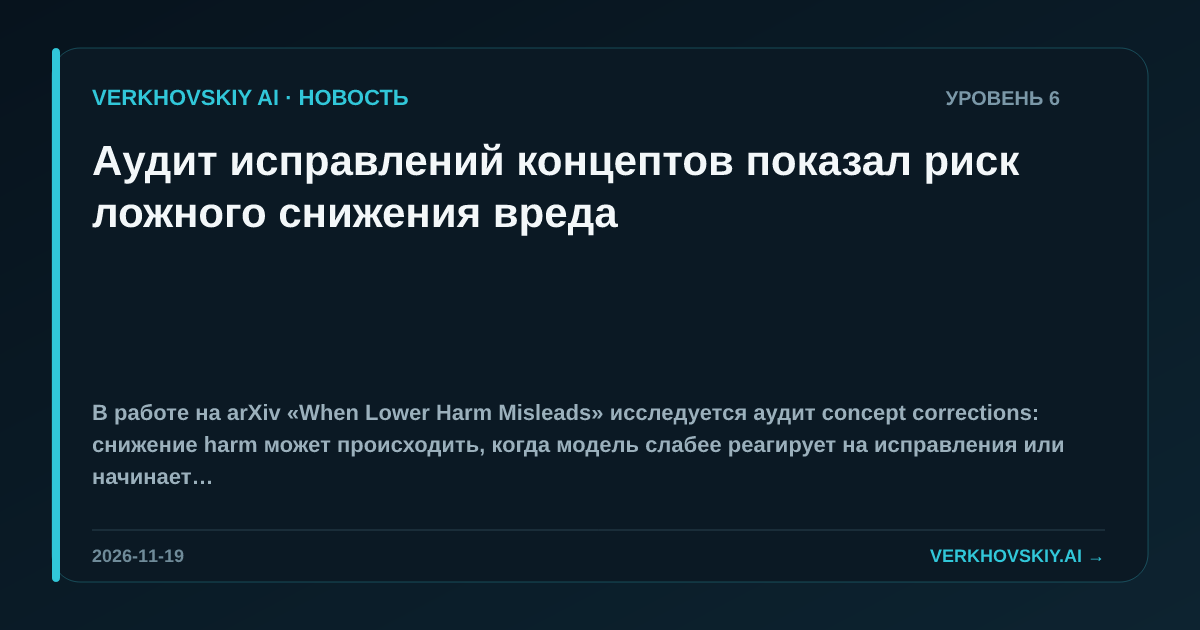 VERKHOVSKIY AI · НОВОСТЬ
УРОВЕНЬ 6
Аудит исправлений концептов показал риск
ложного снижения вреда
В работе на arXiv «When Lower Harm Misleads» исследуется аудит concept corrections:
снижение harm может происходить, когда модель слабее реагирует на исправления или
начинает…
2026-11-19
VERKHOVSKIY.AI →